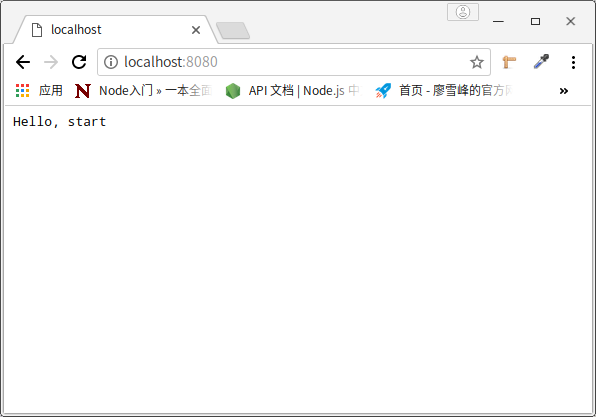 localhost
localhost:8080
应用 Node入门 » 一本全面 API 文档 | Node.js 中 首页 - 廖雪峰的官方网 »
Hello, start